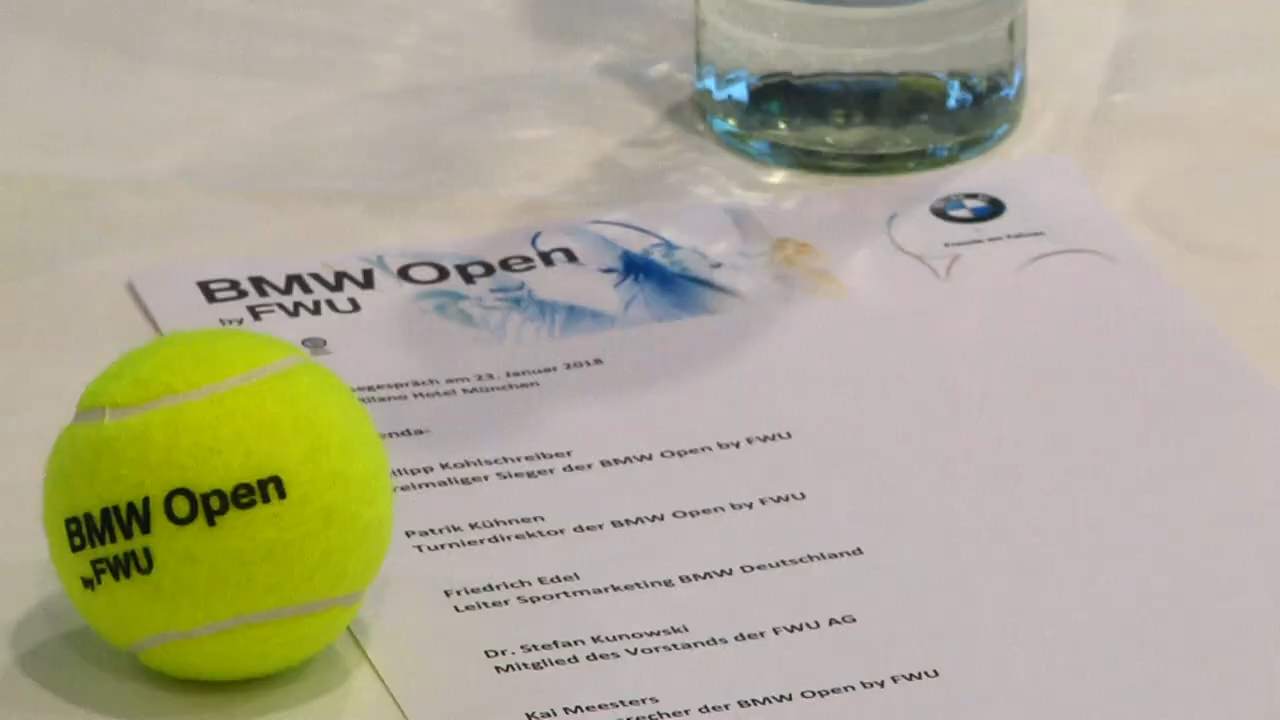 BMW Open
by FWU
am 23. Januar 2018
Hotel München
Kohlschreiber
Sieger der BMW Open by FWU
Patrik Kühnen
Turnierdirektor der BMW Open by FWU
Friedrich Edel
Leiter Sportmarketing BMW Deutschland
Dr. Stefan Kunowski
Mitglied des Vorstands der FWU AG
Kai Meesters
der BMW Open by FWU
BMW Open
by FWU